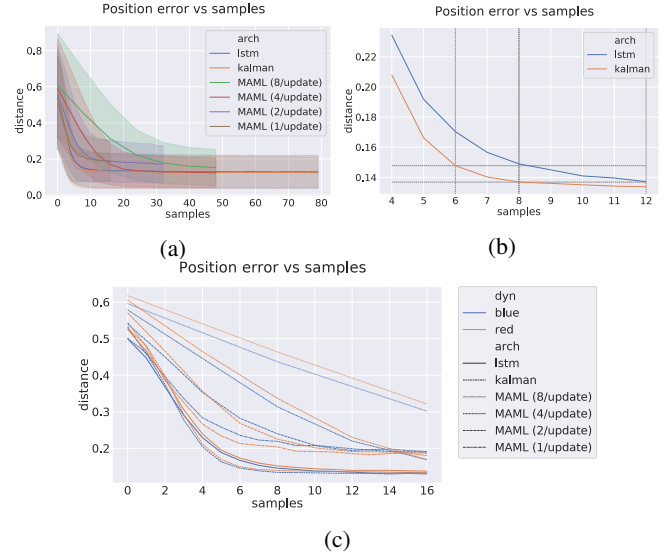 Position error vs samples
distance
0.8
0.6
0.4
0.2
0.0
arch
lstm
kalman
MAML (8/update)
MAML (4/update)
MAML (2/update)
MAML (1/update)
0 10 20 30 40 50 60 70 80
samples
(a)
Position error vs samples
distance
0.22
0.20
0.18
0.16
0.14
arch
lstm
kalman
4 5 6 7 8 9 10 11 12
samples
(b)
Position error vs samples
distance
0.6
0.5
0.4
0.3
0.2
0 2 4 6 8 10 12 14 16
samples
dyn
blue
red
arch
lstm
kalman
MAML (8/update)
MAML (4/update)
MAML (2/update)
MAML (1/update)
(c)